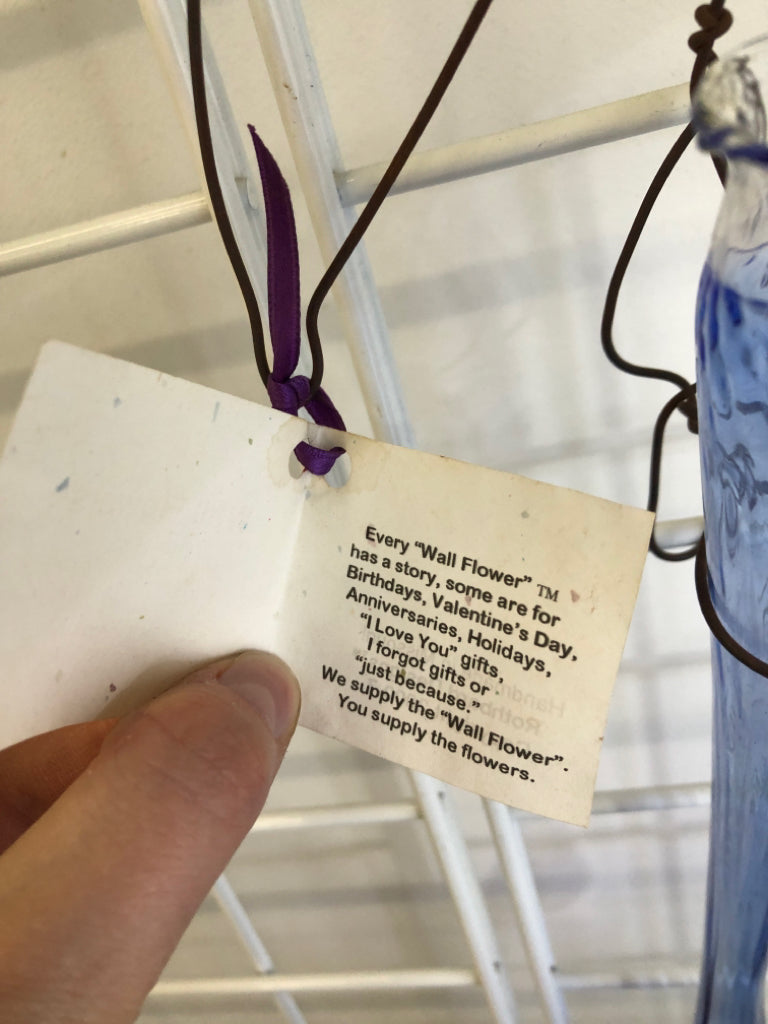 Every “Wall Flower” ™
has a story, some are for
Birthdays, Valentine's Day,
Anniversaries, Holidays,
“I Love You” gifts,
I forgot gifts or
“just because.”
We supply the “Wall Flower”.
You supply the flowers.